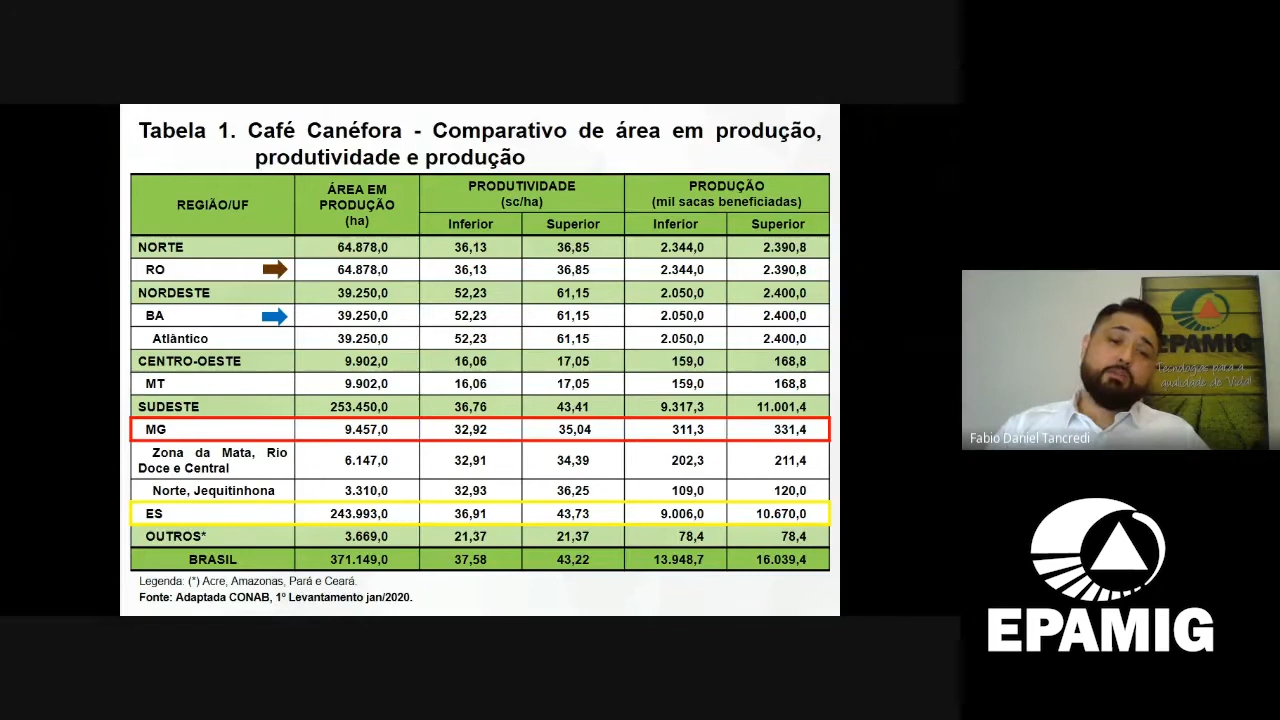 Tabela 1. Café Canéfora - Comparativo de área em produção,
produtividade e produção
REGIÃO/UF ÁREA EM PRODUÇÃO (ha) PRODUTIVIDADE (sc/ha) PRODUÇÃO (mil sacas beneficiadas)
Inferior Superior Inferior Superior
NORTE 64.878,0 36,13 36,85 2.344,0 2.390,8
RO 64.878,0 36,13 36,85 2.344,0 2.390,8
NORDESTE 39.250,0 52,23 61,15 2.050,0 2.400,0
BA 39.250,0 52,23 61,15 2.050,0 2.400,0
Atlântico 39.250,0 52,23 61,15 2.050,0 2.400,0
CENTRO-OESTE 9.902,0 16,06 17,05 159,0 168,8
MT 9.902,0 16,06 17,05 159,0 168,8
SUDESTE 253.450,0 36,76 43,41 9.317,3 11.001,4
MG 9.457,0 32,92 35,04 311,3 331,4
Zona da Mata, Rio
Doce e Central 6.147,0 32,91 34,39 202,3 211,4
Norte, Jequitinhona 3.310,0 32,93 36,25 109,0 120,0
ES 243.993,0 36,91 43,73 9.006,0 10.670,0
OUTROS* 3.669,0 21,37 21,37 78,4 78,4
BRASIL 371.149,0 37,58 43,22 13.948,7 16.039,4
Legenda: (*) Acre, Amazonas, Pará e Ceará.
Fonte: Adaptada CONAB, 1º Levantamento jan/2020.
EPAMIG
Tecnologias para a
qualidade de Vida!
Fabio Daniel Tancredi
EPAMIG